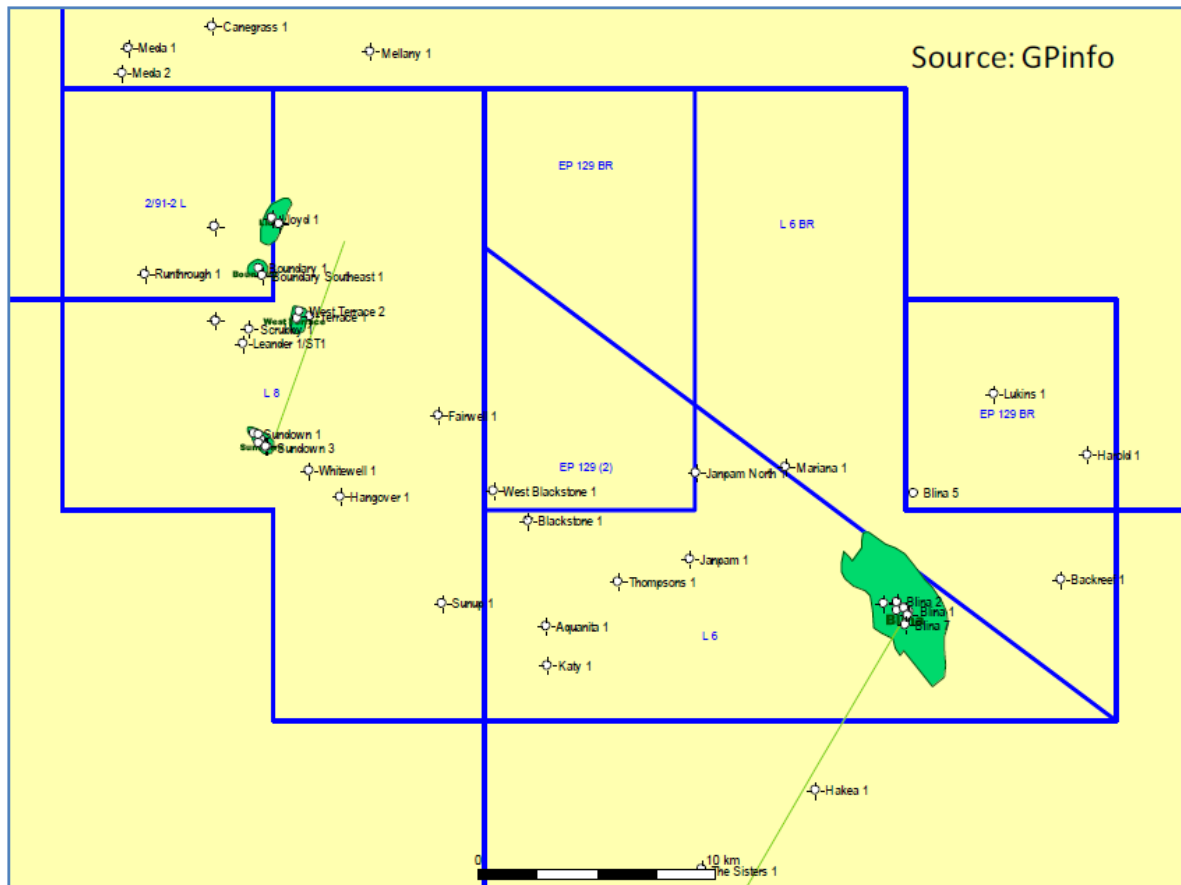 Canegrass 1
Meda 1
Mellany 1
Source: GPinfo
Meda 2
EP 129 BR
2/91-2 L
Lloyd 1
L 6 BR
Boundary 1
Runthrough 1
Boundary Southeast 1
West Terrace 2
Terrace 1
West Terrace
Scrubby 1
Leander 1/ST1
L 8
Lukins 1
Fairwell 1
EP 129 BR
Sundown 1
Sundown 3
Harold 1
Whitewell 1
EP 129 (2)
Janpam North 1
Mariana 1
Hangover 1
West Blackstone 1
Blina 5
Blackstone 1
Janpam 1
Thompsons 1
Backreef 1
Sunup 1
Blina 2
Blina 1
Blina
Blina 7
Aquanita 1
L 6
Katy 1
Hakea 1
0
10 km
The Sisters 1